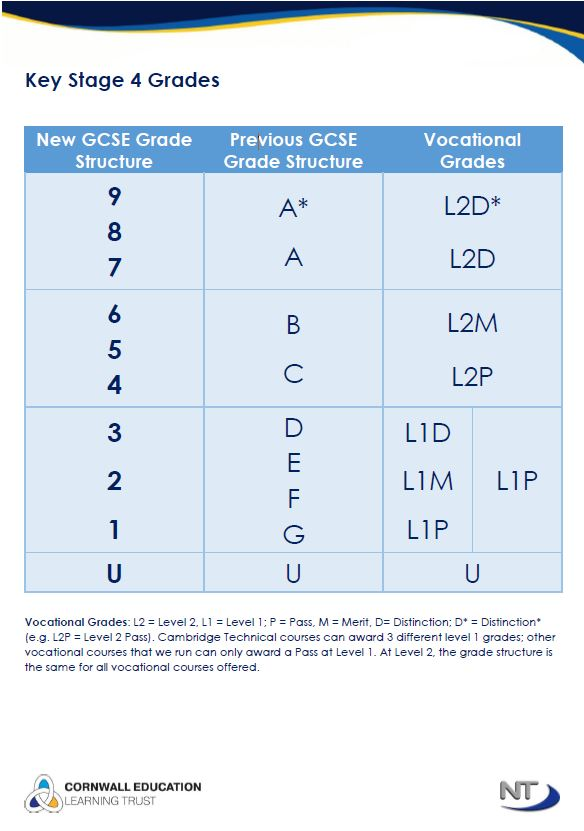 Key Stage 4 Grades
New GCSE Grade
Structure
Previous GCSE
Grade Structure
Vocational
Grades
9
8
7
A*
A
L2D*
L2D
6
5
4
B
C
L2M
L2P
3
2
1
D
E
F
G
L1D
L1M
L1P
L1P
U
U
U
Vocational Grades: L2 = Level 2, L1 = Level 1; P = Pass, M = Merit, D= Distinction; D* = Distinction*
(e.g. L2P = Level 2 Pass). Cambridge Technical courses can award 3 different level 1 grades; other
vocational courses that we run can only award a Pass at Level 1. At Level 2, the grade structure is
the same for all vocational courses offered.
CORNWALL EDUCATION
LEARNING TRUST
NT